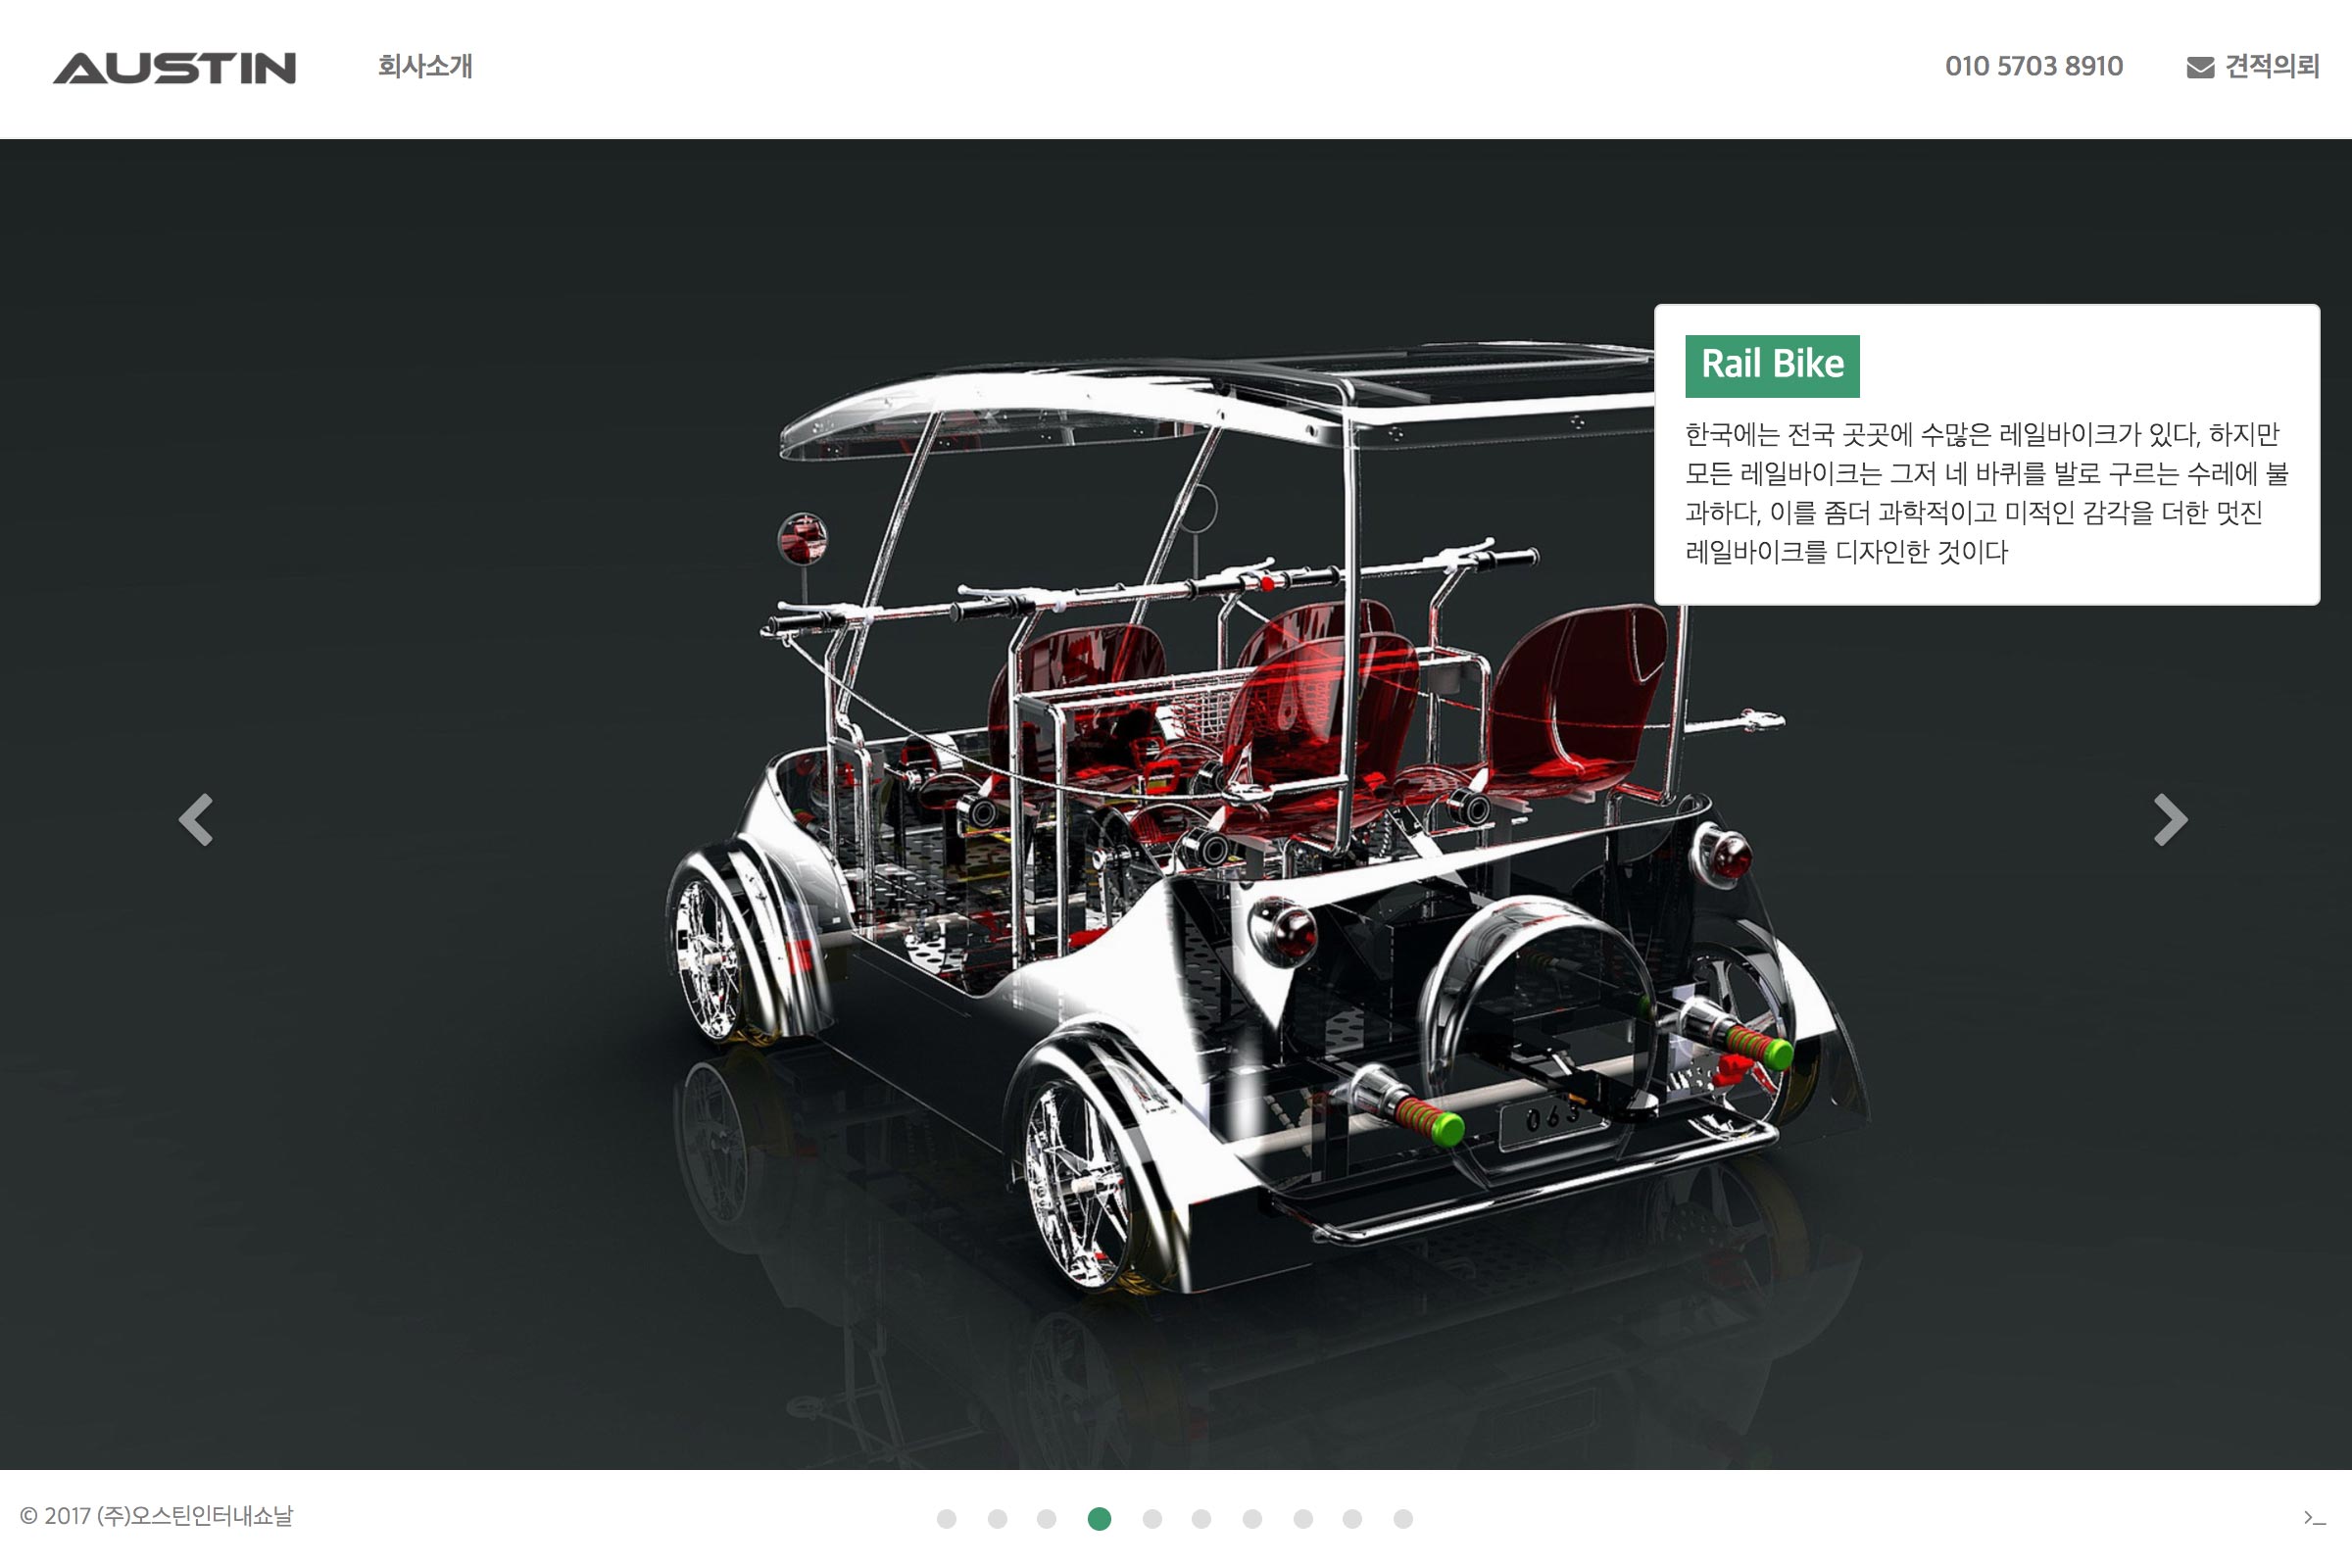 AUSTIN
회사소개
010 5703 8910
견적의뢰
Rail Bike
한국에는 전국 곳곳에 수많은 레일바이크가 있다, 하지만
모든 레일바이크는 그저 네 바퀴를 발로 구르는 수레에 불
과하다, 이를 좀더 과학적이고 미적인 감각을 더한 멋진
레일바이크를 디자인한 것이다
063
© 2017 (주)오스틴인터내쇼날
>_